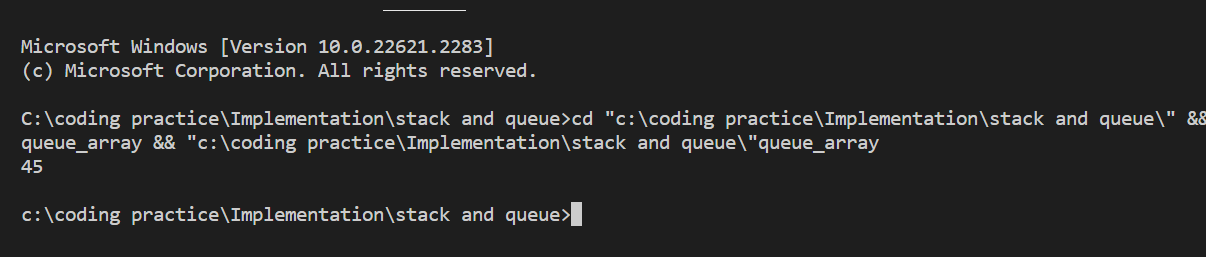 Microsoft Windows [Version 10.0.22621.2283]
(c) Microsoft Corporation. All rights reserved.
C:\coding practice\Implementation\stack and queue>cd "c:\coding practice\Implementation\stack and queue\" &&
queue_array && "c:\coding practice\Implementation\stack and queue\"queue_array
45
c:\coding practice\Implementation\stack and queue>